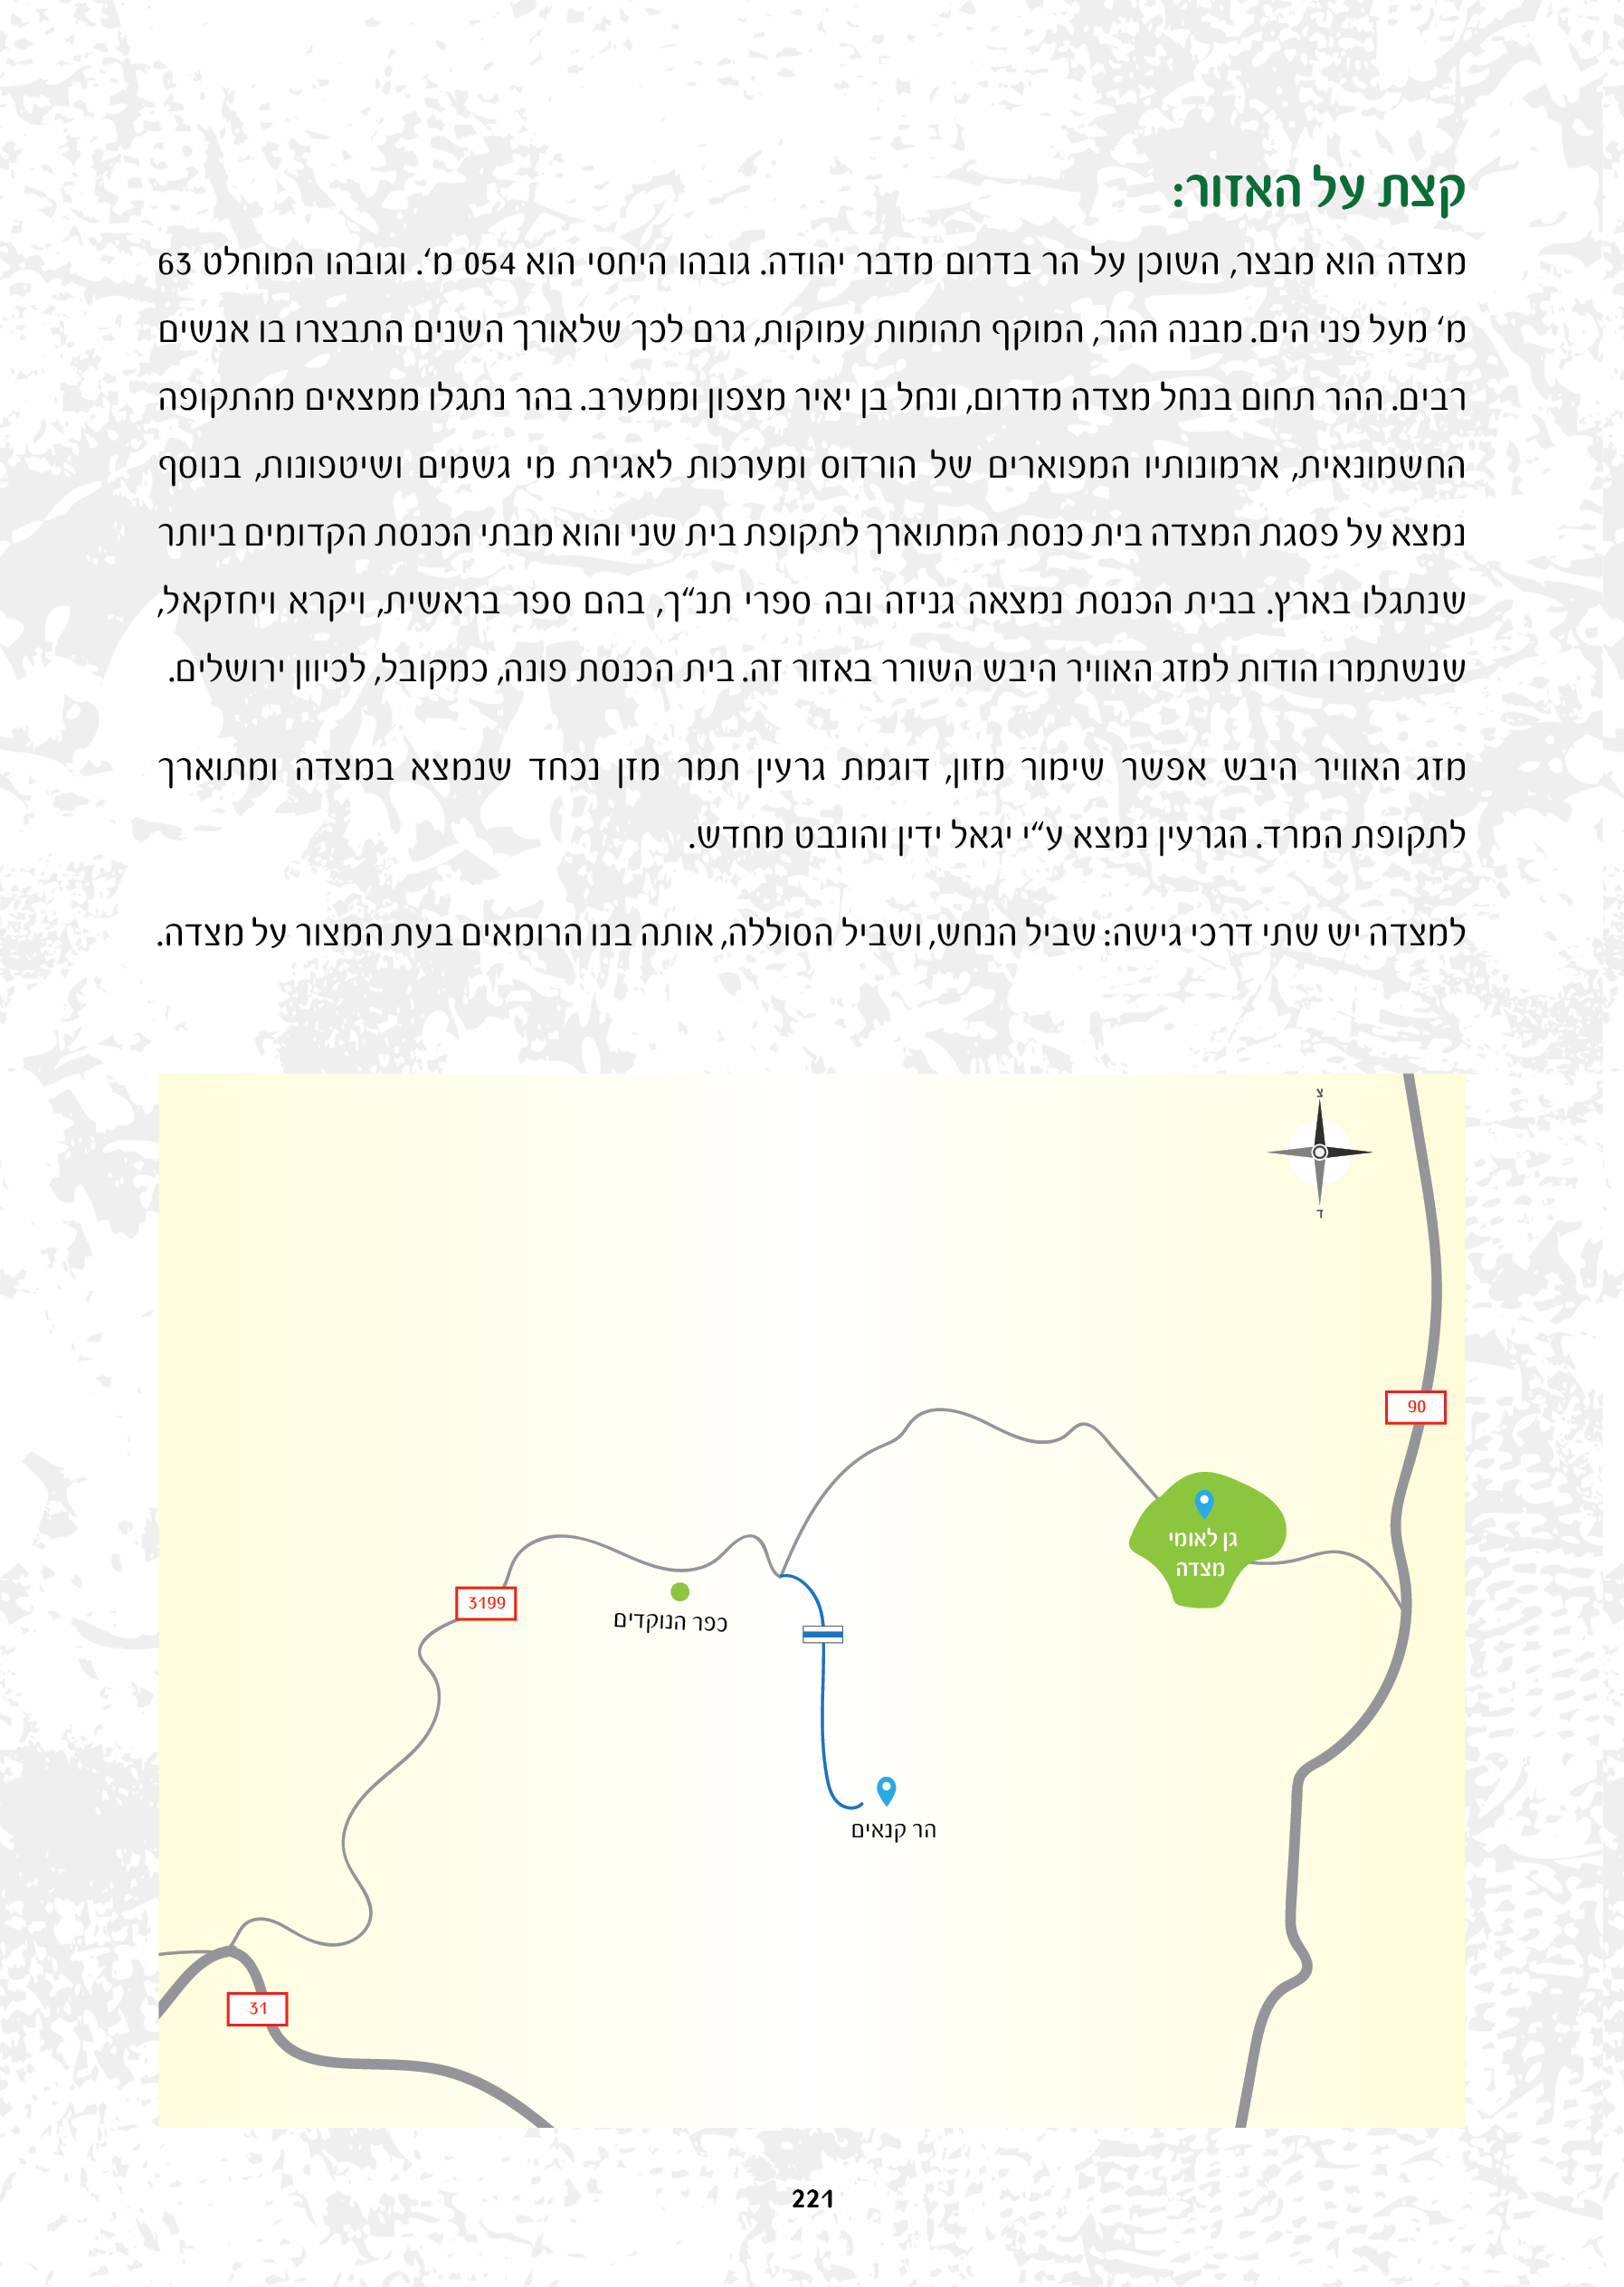 קצת על האזור:
מצדה הוא מבצר, השוכן על הר בדרום מדבר יהודה. גובהו היחסי הוא 054 מ‘. וגובהו המוחלט 63
מ‘ מעל פני הים. מבנה ההר, המוקף תהומות עמוקות, גרם לכך שלאורך השנים התבצרו בו אנשים
רבים. ההר תחום בנחל מצדה מדרום, ונחל בן יאיר מצפון וממערב. בהר נתגלו ממצאים מהתקופה
החשמונאית, ארמונותיו המפוארים של הורדוס ומערכות לאגירת מי גשמים ושיטפונות, בנוסף
נמצא על פסגת המצדה בית כנסת המתוארך לתקופת בית שני והוא מבתי הכנסת הקדומים ביותר
שנתגלו בארץ. בבית הכנסת נמצאה גניזה ובה ספרי תנ“ך, בהם ספר בראשית, ויקרא ויחזקאל,
שנשתמרו הודות למזג האוויר היבש השורר באזור זה. בית הכנסת פונה, כמקובל, לכיוון ירושלים.
מזג האוויר היבש אפשר שימור מזון, דוגמת גרעין תמר מזן נכחד שנמצא במצדה ומתוארך
לתקופת המרד. הגרעין נמצא ע“י יגאל ידין והונבט מחדש.
למצדה יש שתי דרכי גישה: שביל הנחש, ושביל הסוללה, אותה בנו הרומאים בעת המצור על מצדה.
צ
ד
90
גן לאומי
מצדה
3199
כפר הנוקדים
הר קנאים
31
221